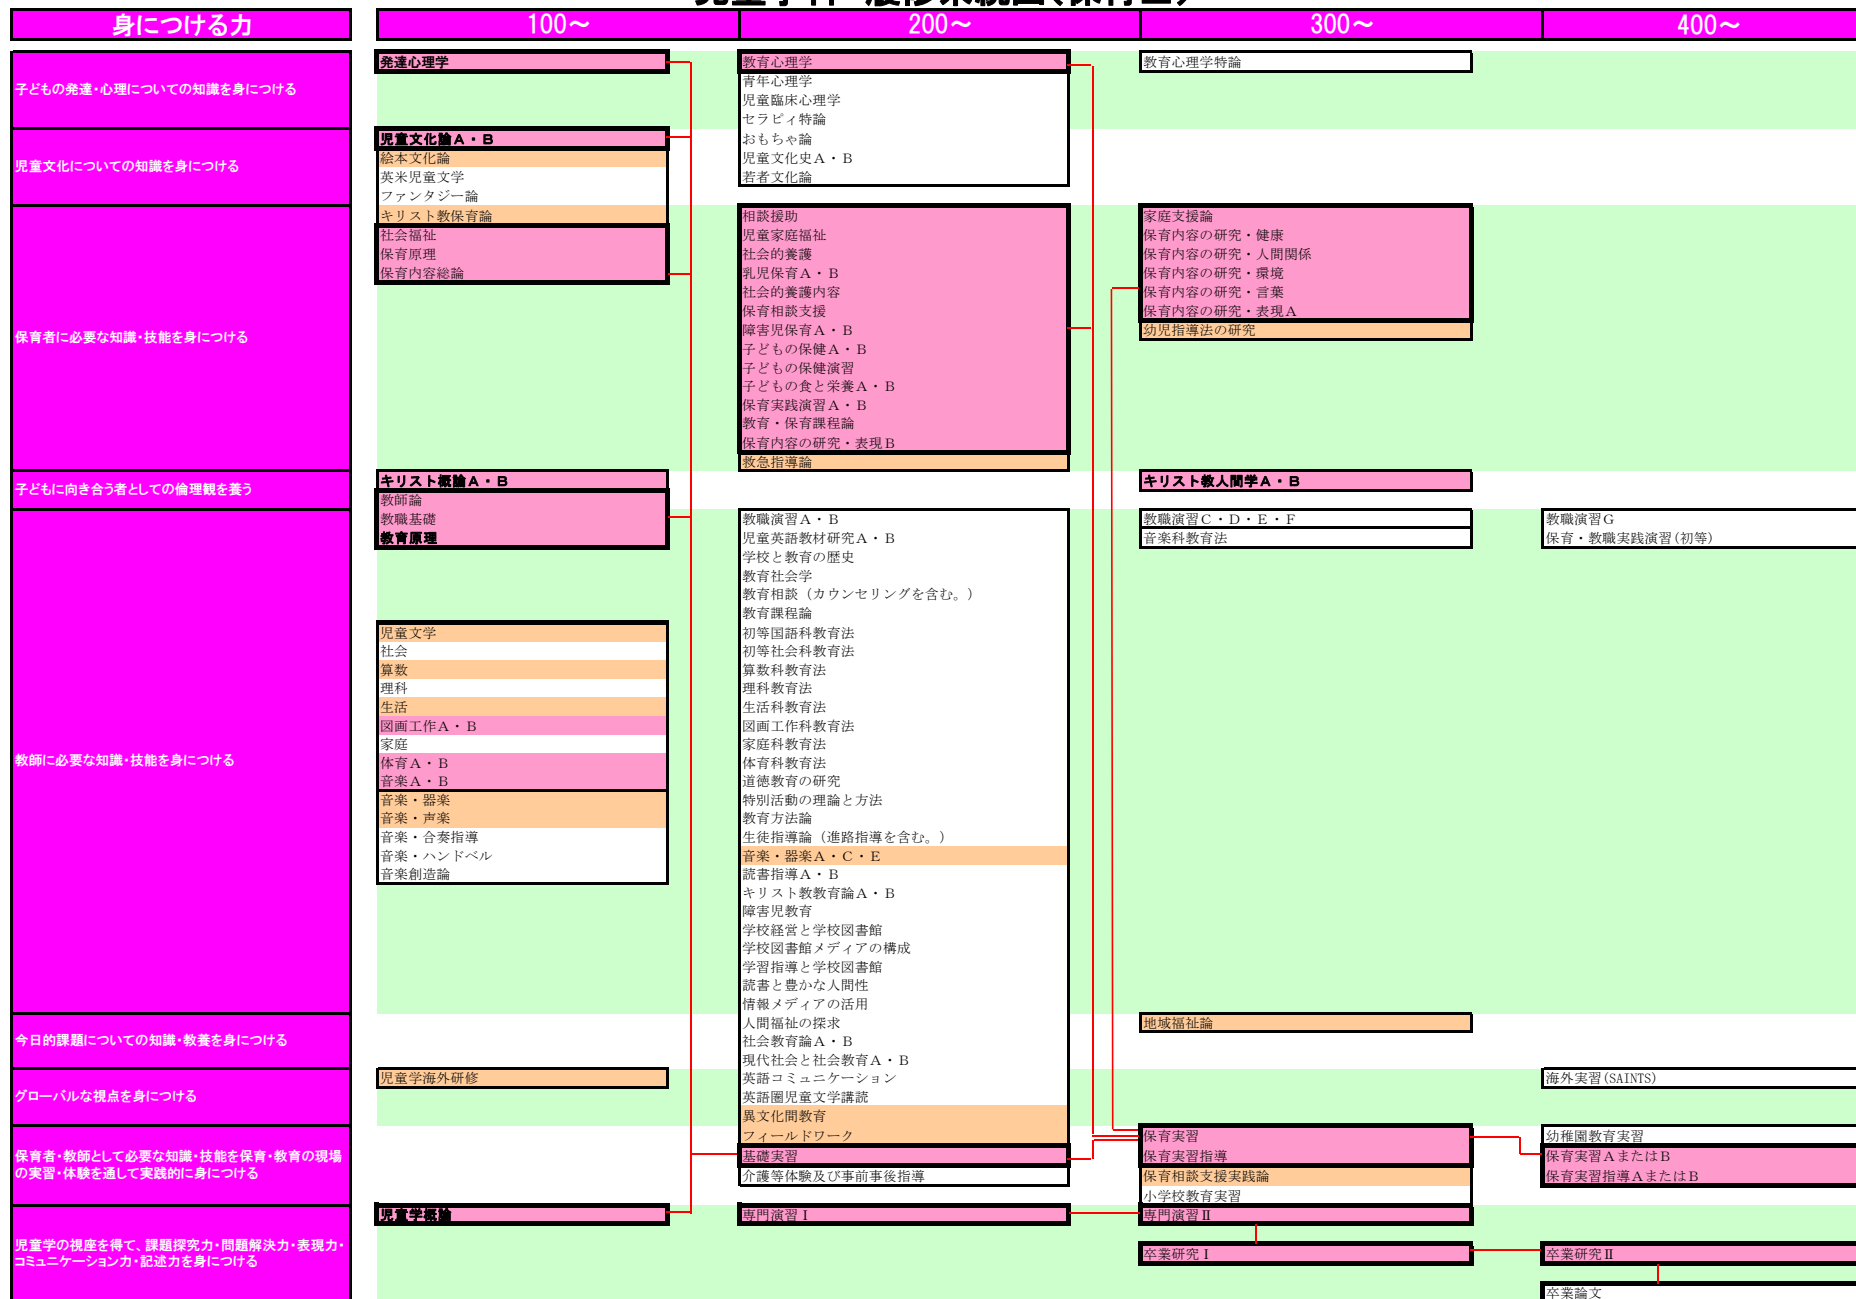 身につける力
100～
200～
300～
400～
子どもの発達・心理についての知識を身につける
発達心理学
教育心理学
青年心理学
児童臨床心理学
セラピィ特論
おもちゃ論
児童文化史Ａ・Ｂ
若者文化論
教育心理学特論
児童文化についての知識を身につける
児童文化論Ａ・Ｂ
絵本文化論
英米児童文学
ファンタジー論
キリスト教保育論
社会福祉
保育原理
保育内容総論
保育者に必要な知識・技能を身につける
相談援助
児童家庭福祉
社会的養護
乳児保育Ａ・Ｂ
社会的養護内容
保育相談支援
障害児保育Ａ・Ｂ
子どもの保健Ａ・Ｂ
子どもの保健演習
子どもの食と栄養Ａ・Ｂ
保育実践演習Ａ・Ｂ
教育・保育課程論
保育内容の研究・表現Ｂ
救急指導論
家庭支援論
保育内容の研究・健康
保育内容の研究・人間関係
保育内容の研究・環境
保育内容の研究・言葉
保育内容の研究・表現Ａ
幼児指導法の研究
子どもに向き合う者としての倫理観を養う
キリスト概論Ａ・Ｂ
教師論
教職基礎
教育原理
キリスト教人間学Ａ・Ｂ
教師に必要な知識・技能を身につける
児童文学
社会
算数
理科
生活
図画工作Ａ・Ｂ
家庭
体育Ａ・Ｂ
音楽Ａ・Ｂ
音楽・器楽
音楽・声楽
音楽・合奏指導
音楽・ハンドベル
音楽創造論
教職演習Ａ・Ｂ
児童英語教材研究Ａ・Ｂ
学校と教育の歴史
教育社会学
教育相談（カウンセリングを含む。）
教育課程論
初等国語科教育法
初等社会科教育法
算数科教育法
理科教育法
生活科教育法
図画工作科教育法
家庭科教育法
体育科教育法
道徳教育の研究
特別活動の理論と方法
教育方法論
生徒指導論（進路指導を含む。）
音楽・器楽Ａ・Ｃ・Ｅ
読書指導Ａ・Ｂ
キリスト教教育論Ａ・Ｂ
障害児教育
学校経営と学校図書館
学校図書館メディアの構成
学習指導と学校図書館
読書と豊かな人間性
情報メディアの活用
人間福祉の探求
社会教育論Ａ・Ｂ
現代社会と社会教育Ａ・Ｂ
英語コミュニケーション
英語圏児童文学講読
異文化間教育
フィールドワーク
基礎実習
介護等体験及び事前事後指導
教職演習Ｃ・Ｄ・Ｅ・Ｆ
音楽科教育法
教職演習Ｇ
保育・教職実践演習(初等)
今日的課題についての知識・教養を身につける
地域福祉論
グローバルな視点を身につける
児童学海外研修
海外実習(SAINTS)
保育者・教師として必要な知識・技能を保育・教育の現場
の実習・体験を通して実践的に身につける
保育実習
保育実習指導
保育相談支援実践論
小学校教育実習
幼稚園教育実習
保育実習ＡまたはＢ
保育実習指導ＡまたはＢ
児童学の視座を得て、課題探究力・問題解決力・表現力・
コミュニケーション力・記述力を身につける
児童学概論
専門演習Ⅰ
専門演習Ⅱ
卒業研究Ⅰ
卒業研究Ⅱ
卒業論文